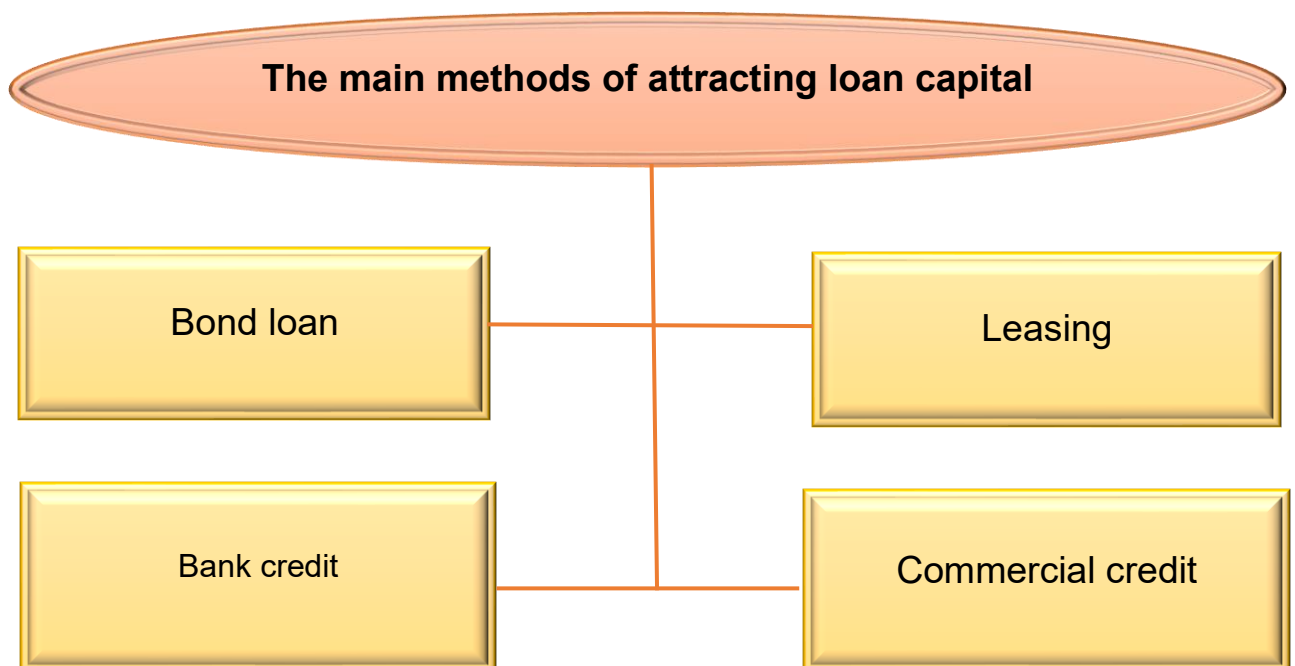 The main methods of attracting loan capital
Bond loan
Leasing
Bank credit
Commercial credit